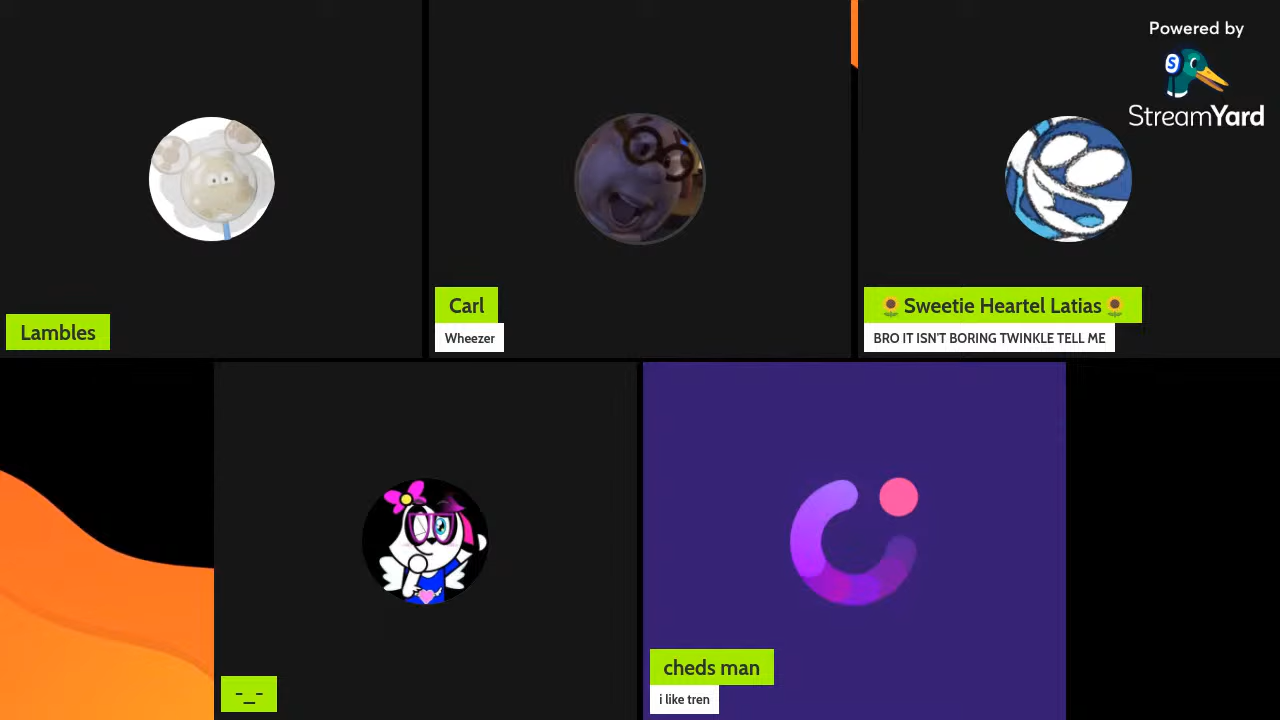 Powered by
StreamYard
Lambles
Carl
Wheezer
🌻Sweetie Heartel Latias🌻
BRO IT ISN'T BORING TWINKLE TELL ME
-_-
cheds man
i like tren